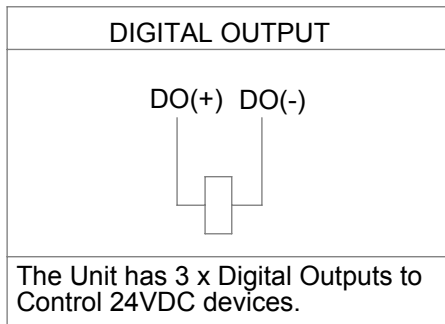 DIGITAL OUTPUT
DO(+) DO(-)
The Unit has 3 x Digital Outputs to
Control 24VDC devices.